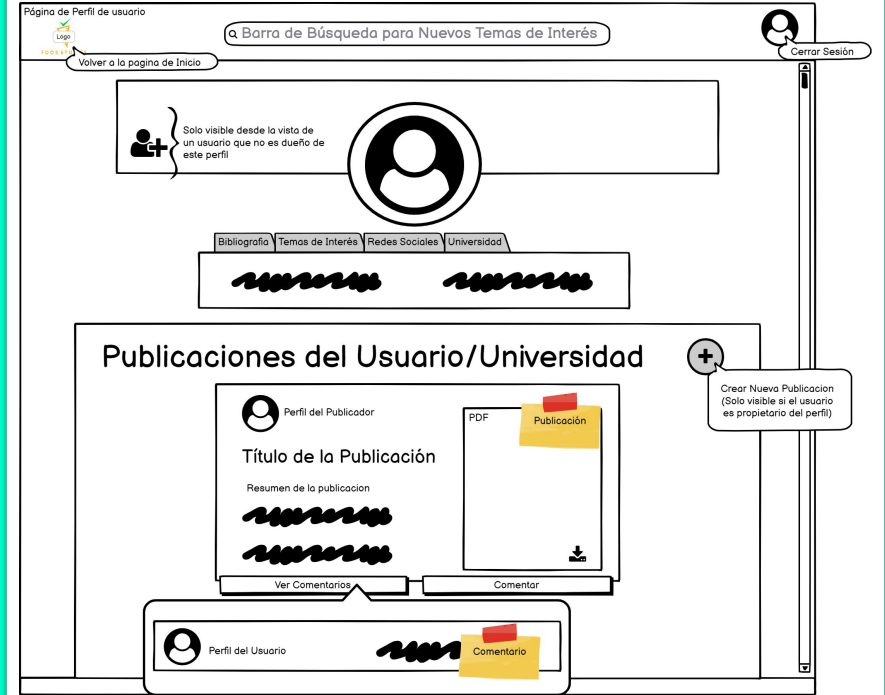 Página de Perfil de usuario
Logo
Barra de Búsqueda para Nuevos Temas de Interés
Cerrar Sesión
Volver a la pagina de Inicio
Solo visible desde la vista de
un usuario que no es dueño de
este perfil
Bibliografia
Temas de Interés
Redes Sociales
Universidad
Publicaciones del Usuario/Universidad
Crear Nueva Publicacion
(Solo visible si el usuario
es propietario del perfil)
Perfil del Publicador
PDF
Publicación
Título de la Publicación
Resumen de la publicacion
Ver Comentarios
Comentar
Perfil del Usuario
Comentario